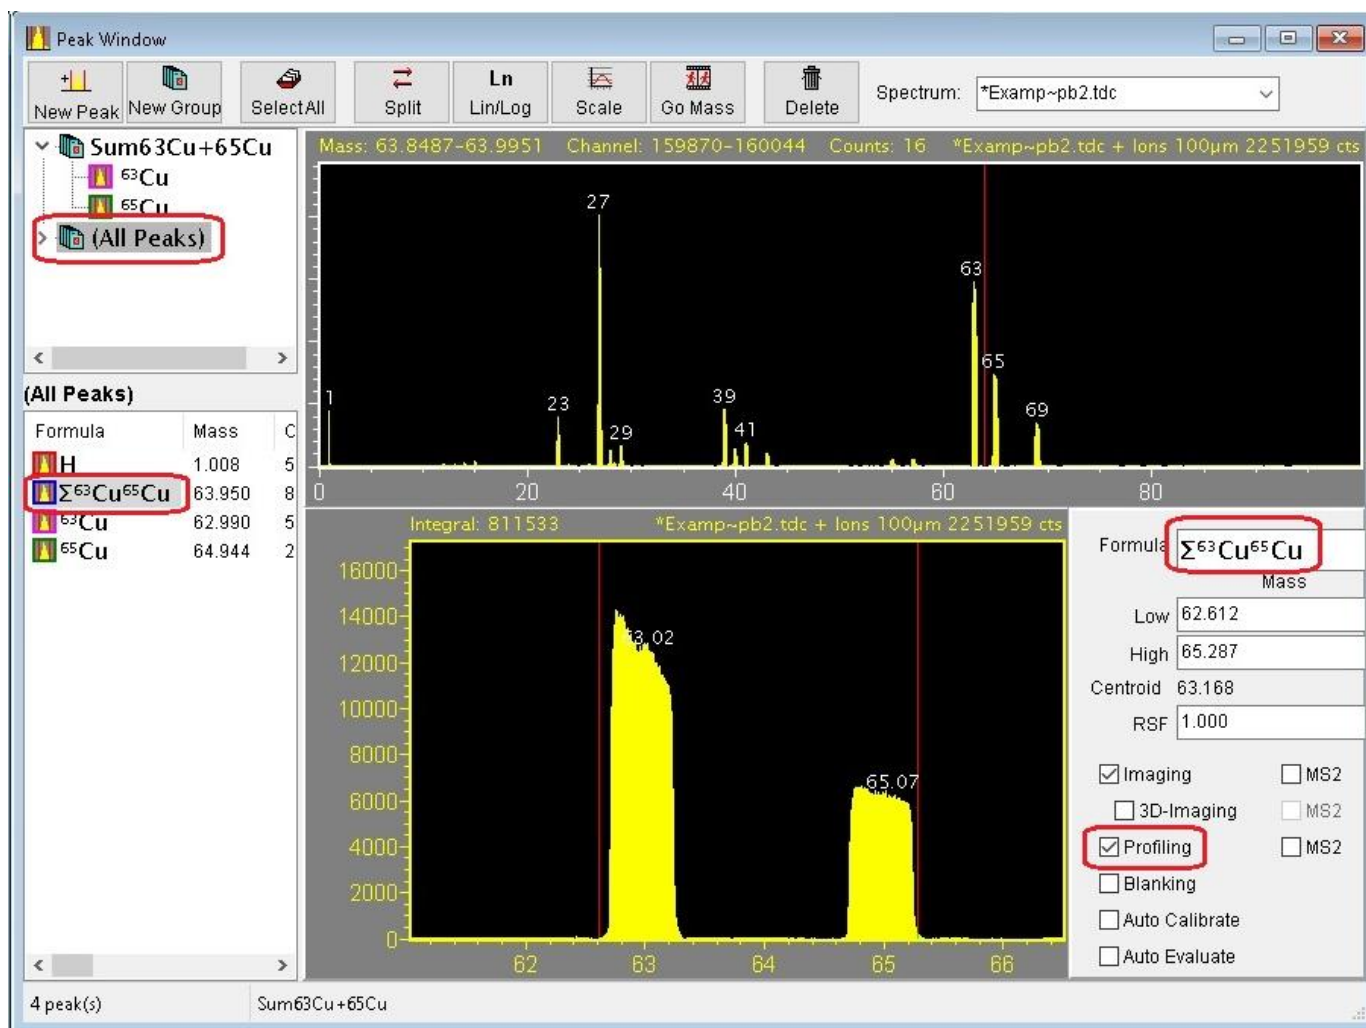 Peak Window
New Peak New Group SelectAll Split Ln Lin/Log Scale Go Mass Delete Spectrum: *Examp~pb2.tdc
Sum63Cu+65Cu
⁶³Cu
⁶⁵Cu
(All Peaks)
(All Peaks)
Formula Mass C
H 1.008 5
Σ⁶³Cu⁶⁵Cu 63.950 8
⁶³Cu 62.990 5
⁶⁵Cu 64.944 2
Mass: 63.8487-63.9951 Channel: 159870-160044 Counts: 16 *Examp~pb2.tdc + Ions 100µm 2251959 cts
27
63
65
1
23
39
69
29
41
0 20 40 60 80
Integral: 811533 *Examp~pb2.tdc + Ions 100µm 2251959 cts
16000
14000
63.02
12000
10000
8000
65.07
6000
4000
2000
0
62 63 64 65 66
Formula Σ⁶³Cu⁶⁵Cu
Mass
Low 62.612
High 65.287
Centroid 63.168
RSF 1.000
Imaging MS2
3D-Imaging MS2
Profiling MS2
Blanking
Auto Calibrate
Auto Evaluate
4 peak(s) Sum63Cu+65Cu